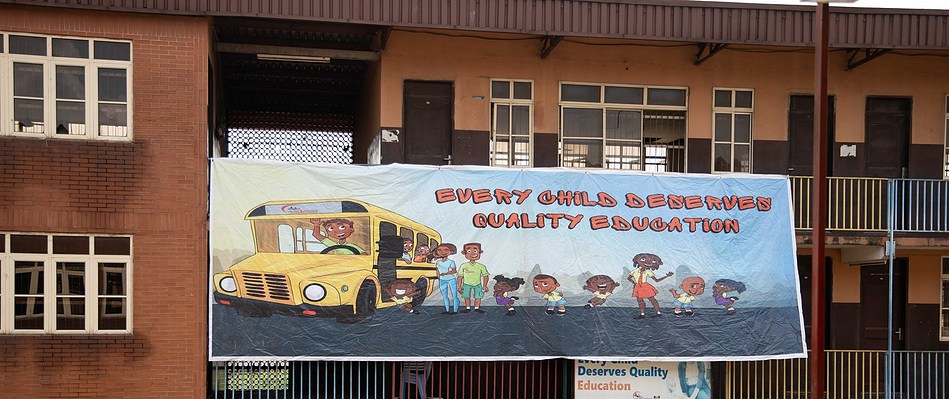 EVERY CHILD DESERVES
QUALITY EDUCATION
Every Child
Deserves Quality
Education